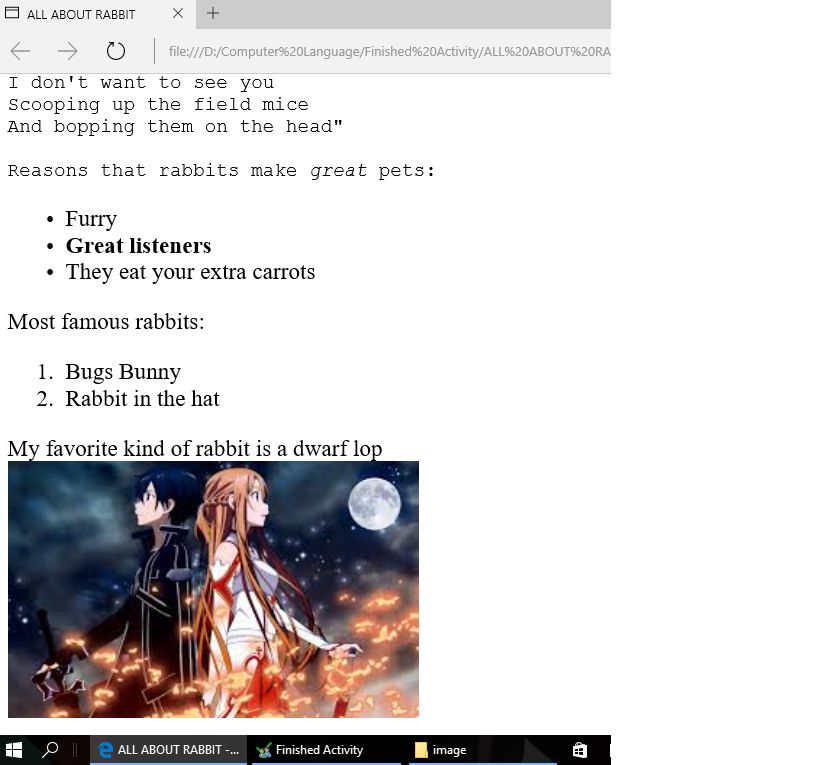 ALL ABOUT RABBIT
file:///D:/Computer%20Language/Finished%20Activity/ALL%20ABOUT%20RA
I don't want to see you
Scooping up the field mice
And bopping them on the head"
Reasons that rabbits make great pets:
• Furry
• Great listeners
• They eat your extra carrots
Most famous rabbits:
1. Bugs Bunny
2. Rabbit in the hat
My favorite kind of rabbit is a dwarf lop
ALL ABOUT RABBIT -... Finished Activity image